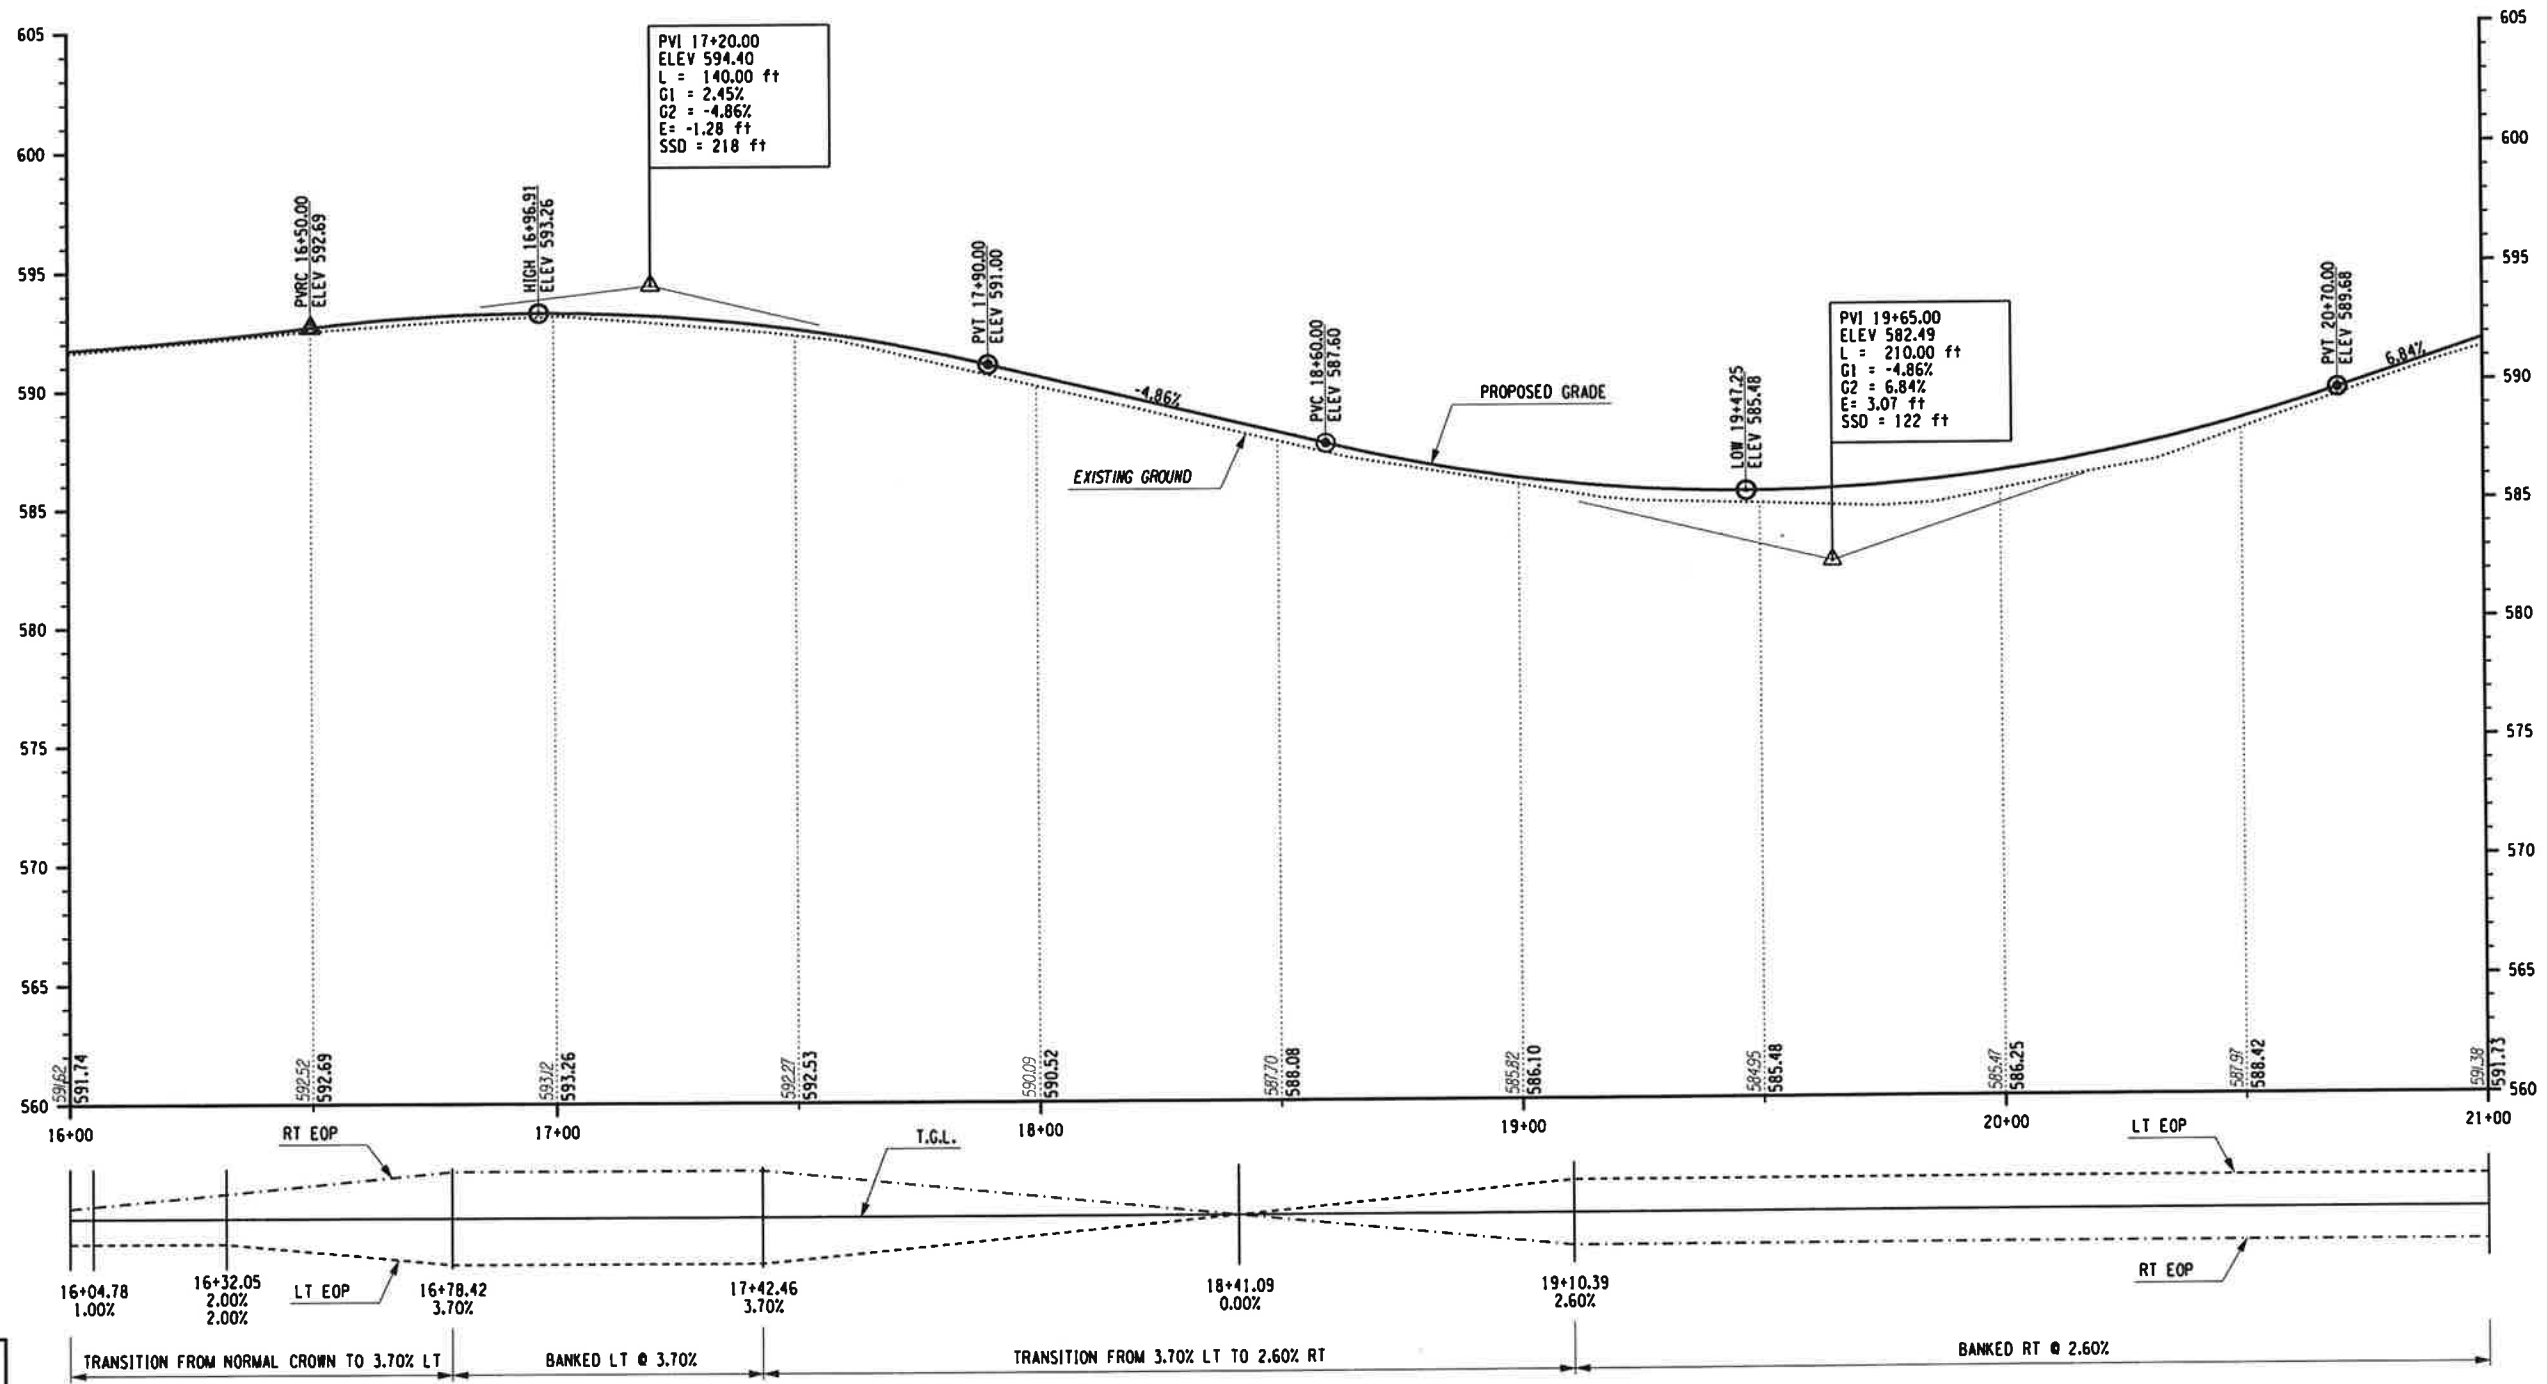 605
600
595
590
585
580
575
570
565
560
PVI 17+20.00
ELEV 594.40
L = 140.00 ft
G1 = 2.45%
G2 = -4.86%
E= -1.28 ft
SSD = 218 ft
PVRC 16+50.00
ELEV 592.69
HIGH 16+96.91
ELEV 593.26
PVT 17+90.00
ELEV 591.00
-4.86%
PVC 18+60.00
ELEV 587.60
EXISTING GROUND
PROPOSED GRADE
LOW 19+47.25
ELEV 585.48
PVI 19+65.00
ELEV 582.49
L = 210.00 ft
G1 = -4.86%
G2 = 6.84%
E= 3.07 ft
SSD = 122 ft
PVT 20+70.00
ELEV 589.68
6.84%
605
600
595
590
585
580
575
570
565
560
591.62
591.74
592.52
592.69
593.12
593.26
592.27
592.53
590.09
590.52
587.70
588.08
585.82
586.10
584.95
585.48
585.47
586.25
587.97
588.42
591.38
591.73
16+00
17+00
18+00
19+00
20+00
21+00
RT EOP
T.G.L.
LT EOP
LT EOP
RT EOP
16+04.78
1.00%
16+32.05
2.00%
2.00%
16+78.42
3.70%
17+42.46
3.70%
18+41.09
0.00%
19+10.39
2.60%
TRANSITION FROM NORMAL CROWN TO 3.70% LT
BANKED LT @ 3.70%
TRANSITION FROM 3.70% LT TO 2.60% RT
BANKED RT @ 2.60%